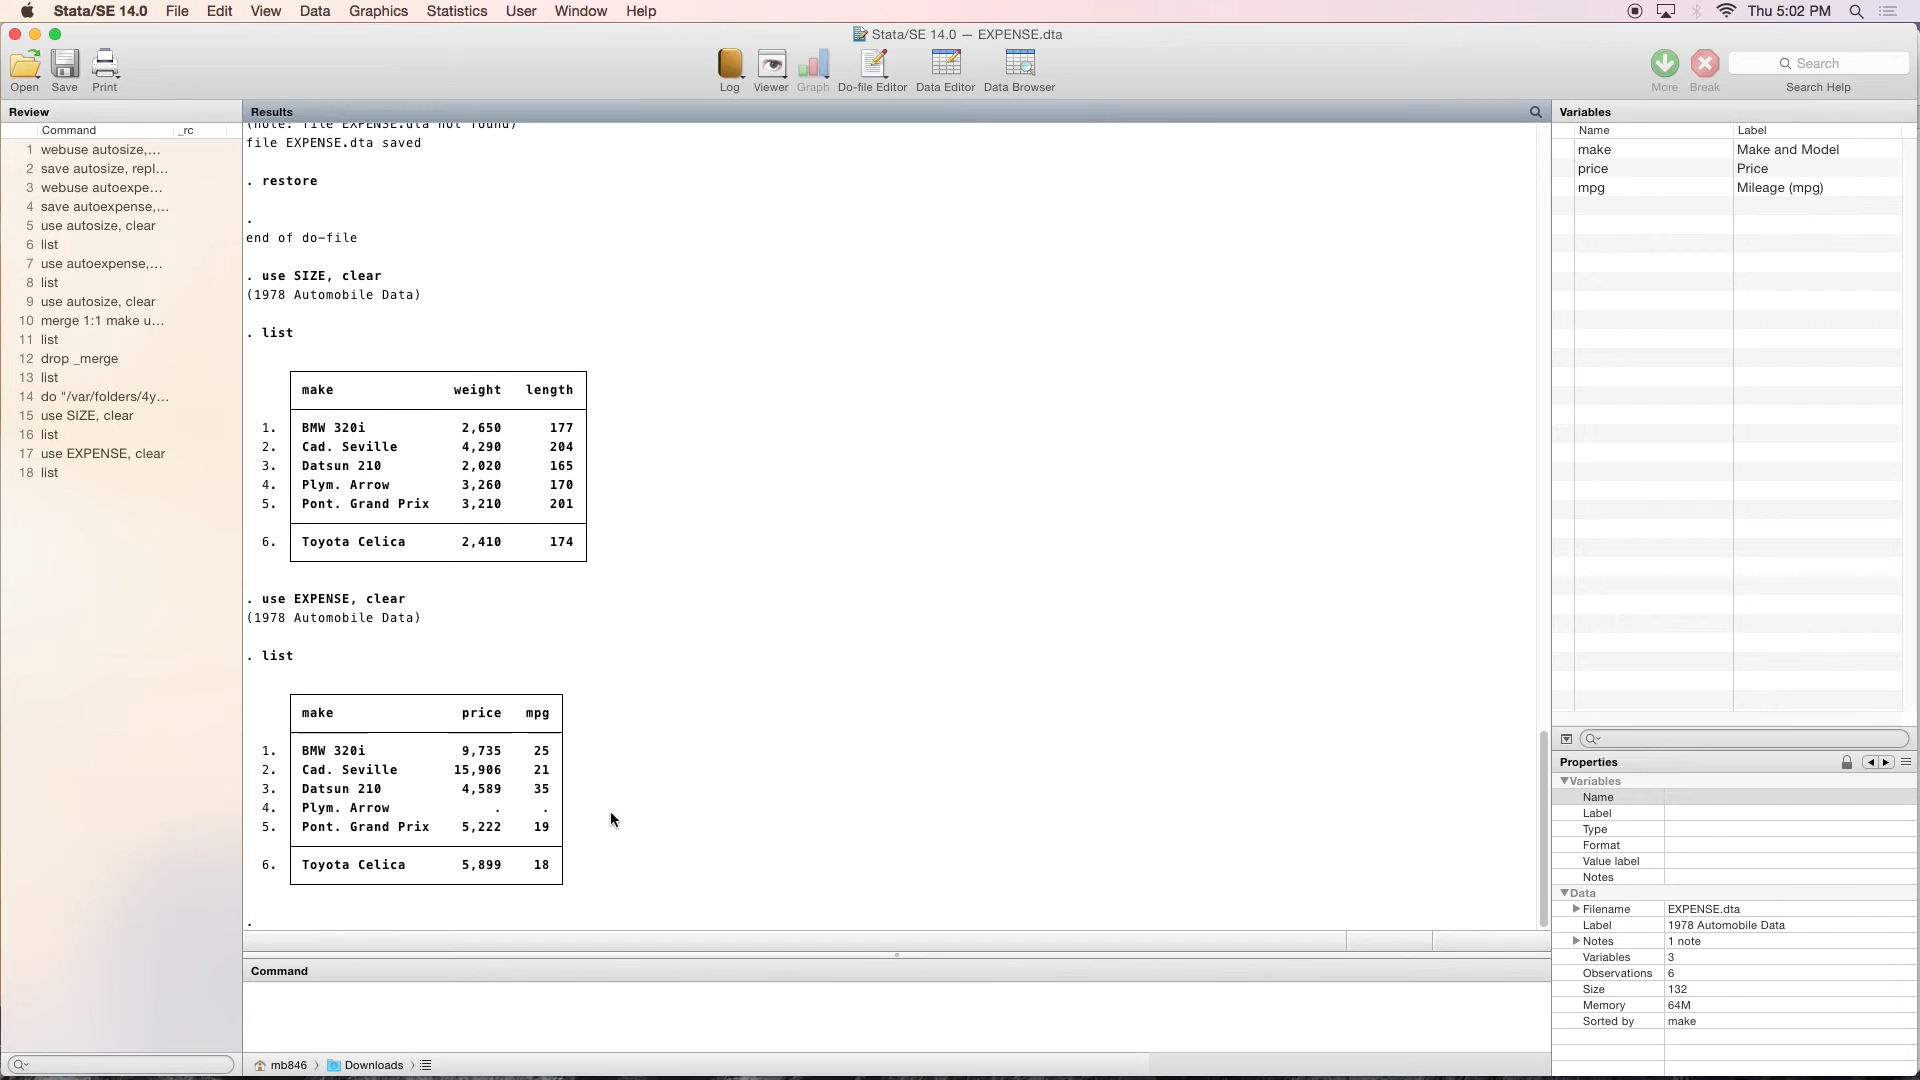 Stata/SE 14.0 File Edit View Data Graphics Statistics User Window Help Thu 5:02 PM
Stata/SE 14.0 — EXPENSE.dta
Open Save Print Log Viewer Graph Do-file Editor Data Editor Data Browser More Break Search
Search Help
Review
Command _rc
1 webuse autosize,...
2 save autosize, repl...
3 webuse autoexpe...
4 save autoexpense,...
5 use autosize, clear
6 list
7 use autoexpense,...
8 list
9 use autosize, clear
10 merge 1:1 make u...
11 list
12 drop _merge
13 list
14 do "/var/folders/4y...
15 use SIZE, clear
16 list
17 use EXPENSE, clear
18 list
Results
(note: file EXPENSE.dta not found)
file EXPENSE.dta saved
. restore
.
end of do-file
. use SIZE, clear
(1978 Automobile Data)
. list
make weight length
1. BMW 320i 2,650 177
2. Cad. Seville 4,290 204
3. Datsun 210 2,020 165
4. Plym. Arrow 3,260 170
5. Pont. Grand Prix 3,210 201
6. Toyota Celica 2,410 174
. use EXPENSE, clear
(1978 Automobile Data)
. list
make price mpg
1. BMW 320i 9,735 25
2. Cad. Seville 15,906 21
3. Datsun 210 4,589 35
4. Plym. Arrow . .
5. Pont. Grand Prix 5,222 19
6. Toyota Celica 5,899 18
.
Command
mb846 Downloads
Variables
Name Label
make Make and Model
price Price
mpg Mileage (mpg)
Properties
Variables
Name
Label
Type
Format
Value label
Notes
Data
Filename EXPENSE.dta
Label 1978 Automobile Data
Notes 1 note
Variables 3
Observations 6
Size 132
Memory 64M
Sorted by make